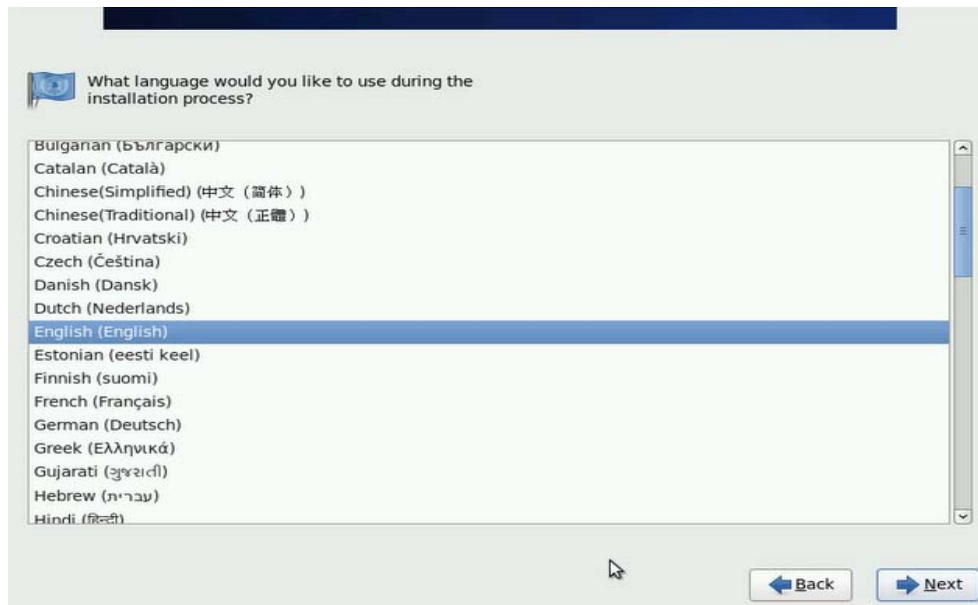 What language would you like to use during the
installation process?
Bulgarian (Български)
Catalan (Català)
Chinese(Simplified) (中文（简体）)
Chinese(Traditional) (中文（正體）)
Croatian (Hrvatski)
Czech (Čeština)
Danish (Dansk)
Dutch (Nederlands)
English (English)
Estonian (eesti keel)
Finnish (suomi)
French (Français)
German (Deutsch)
Greek (Ελληνικά)
Gujarati (ગુજરાતી)
Hebrew (עברית)
Hindi (हिन्दी)
Back
Next